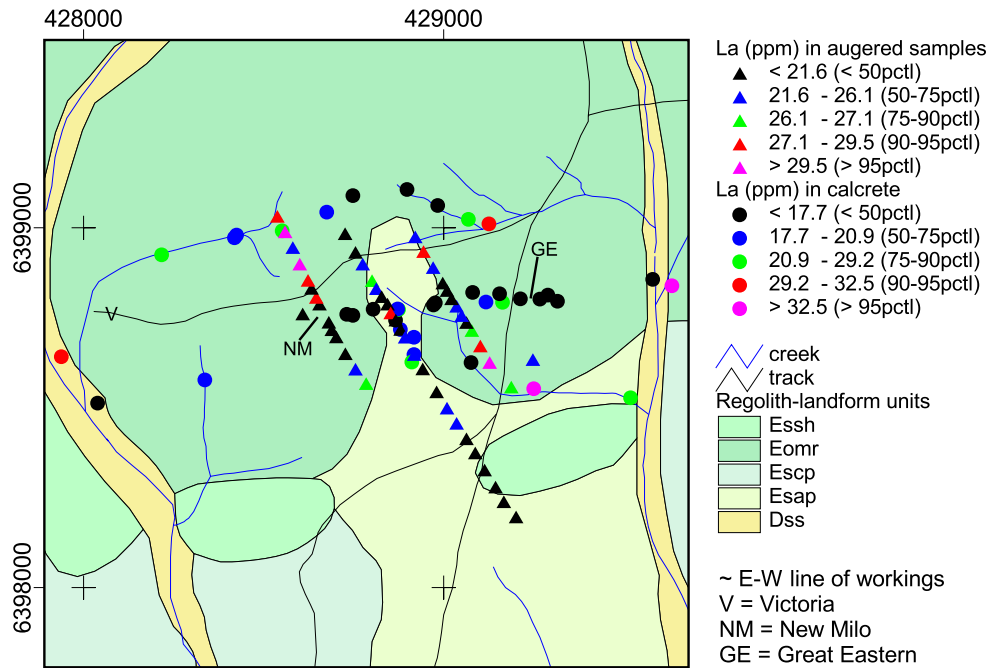 428000
429000
6399000
6398000
GE
V
NM
La (ppm) in augered samples
< 21.6 (< 50pctl)
21.6 - 26.1 (50-75pctl)
26.1 - 27.1 (75-90pctl)
27.1 - 29.5 (90-95pctl)
> 29.5 (> 95pctl)
La (ppm) in calcrete
< 17.7 (< 50pctl)
17.7 - 20.9 (50-75pctl)
20.9 - 29.2 (75-90pctl)
29.2 - 32.5 (90-95pctl)
> 32.5 (> 95pctl)
creek
track
Regolith-landform units
Essh
Eomr
Escp
Esap
Dss
~ E-W line of workings
V = Victoria
NM = New Milo
GE = Great Eastern